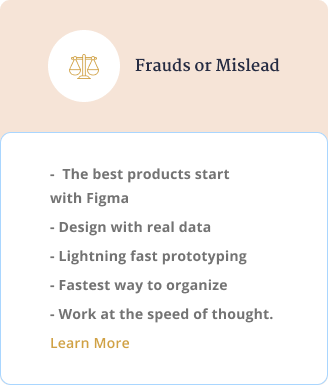 Frauds or Mislead
-  The best products start
with Figma
- Design with real data
- Lightning fast prototyping
- Fastest way to organize
- Work at the speed of thought.
Learn More